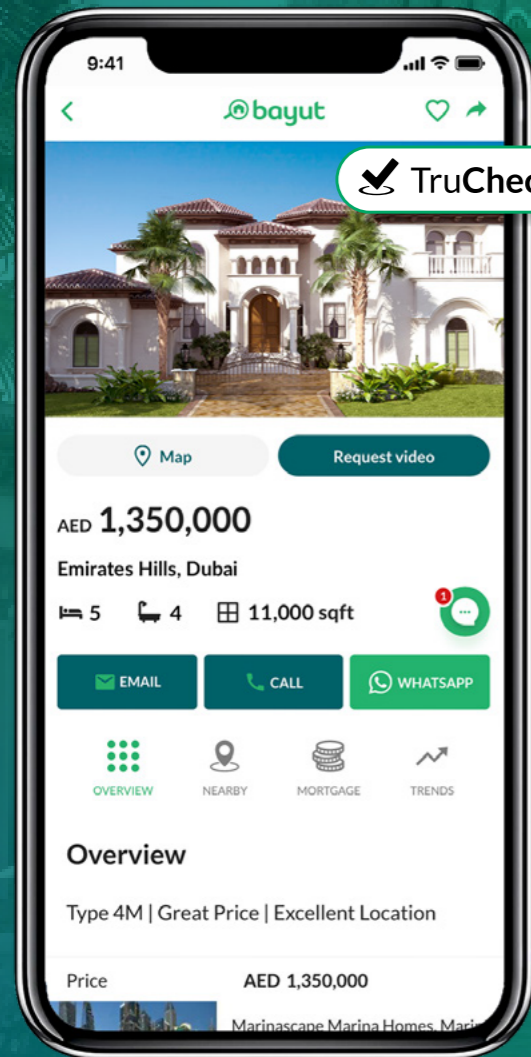 9:41
bayut
TruChec
Map
Request video
AED 1,350,000
Emirates Hills, Dubai
5 4 11,000 sqft
1
EMAIL CALL WHATSAPP
OVERVIEW NEARBY MORTGAGE TRENDS
Overview
Type 4M | Great Price | Excellent Location
Price AED 1,350,000
Marinascape Marina Homes, Mari